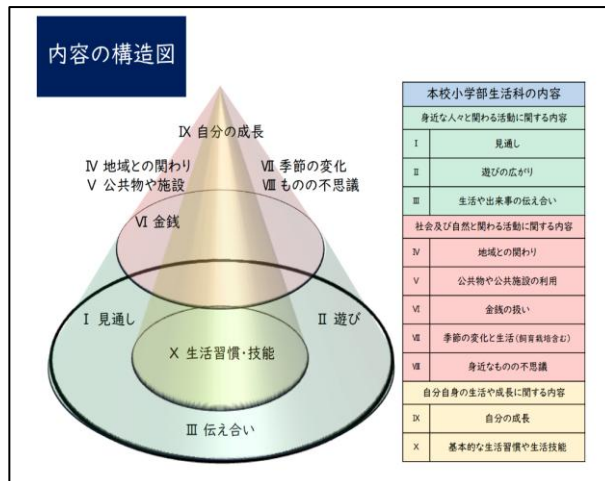 内容の構造図
Ⅸ 自分の成長
Ⅳ 地域との関わり
Ⅴ 公共物や施設
Ⅶ 季節の変化
Ⅷ ものの不思議
Ⅵ 金銭
Ⅰ 見通し
Ⅱ 遊び
Ⅹ 生活習慣・技能
Ⅲ 伝え合い
本校小学部生活科の内容
身近な人々と関わる活動に関する内容
Ⅰ 見通し
Ⅱ 遊びの広がり
Ⅲ 生活や出来事の伝え合い
社会及び自然と関わる活動に関する内容
Ⅳ 地域との関わり
Ⅴ 公共物や公共施設の利用
Ⅵ 金銭の扱い
Ⅶ 季節の変化と生活(飼育栽培含む)
Ⅷ 身近なものの不思議
自分自身の生活や成長に関する内容
Ⅸ 自分の成長
Ⅹ 基本的な生活習慣や生活技能